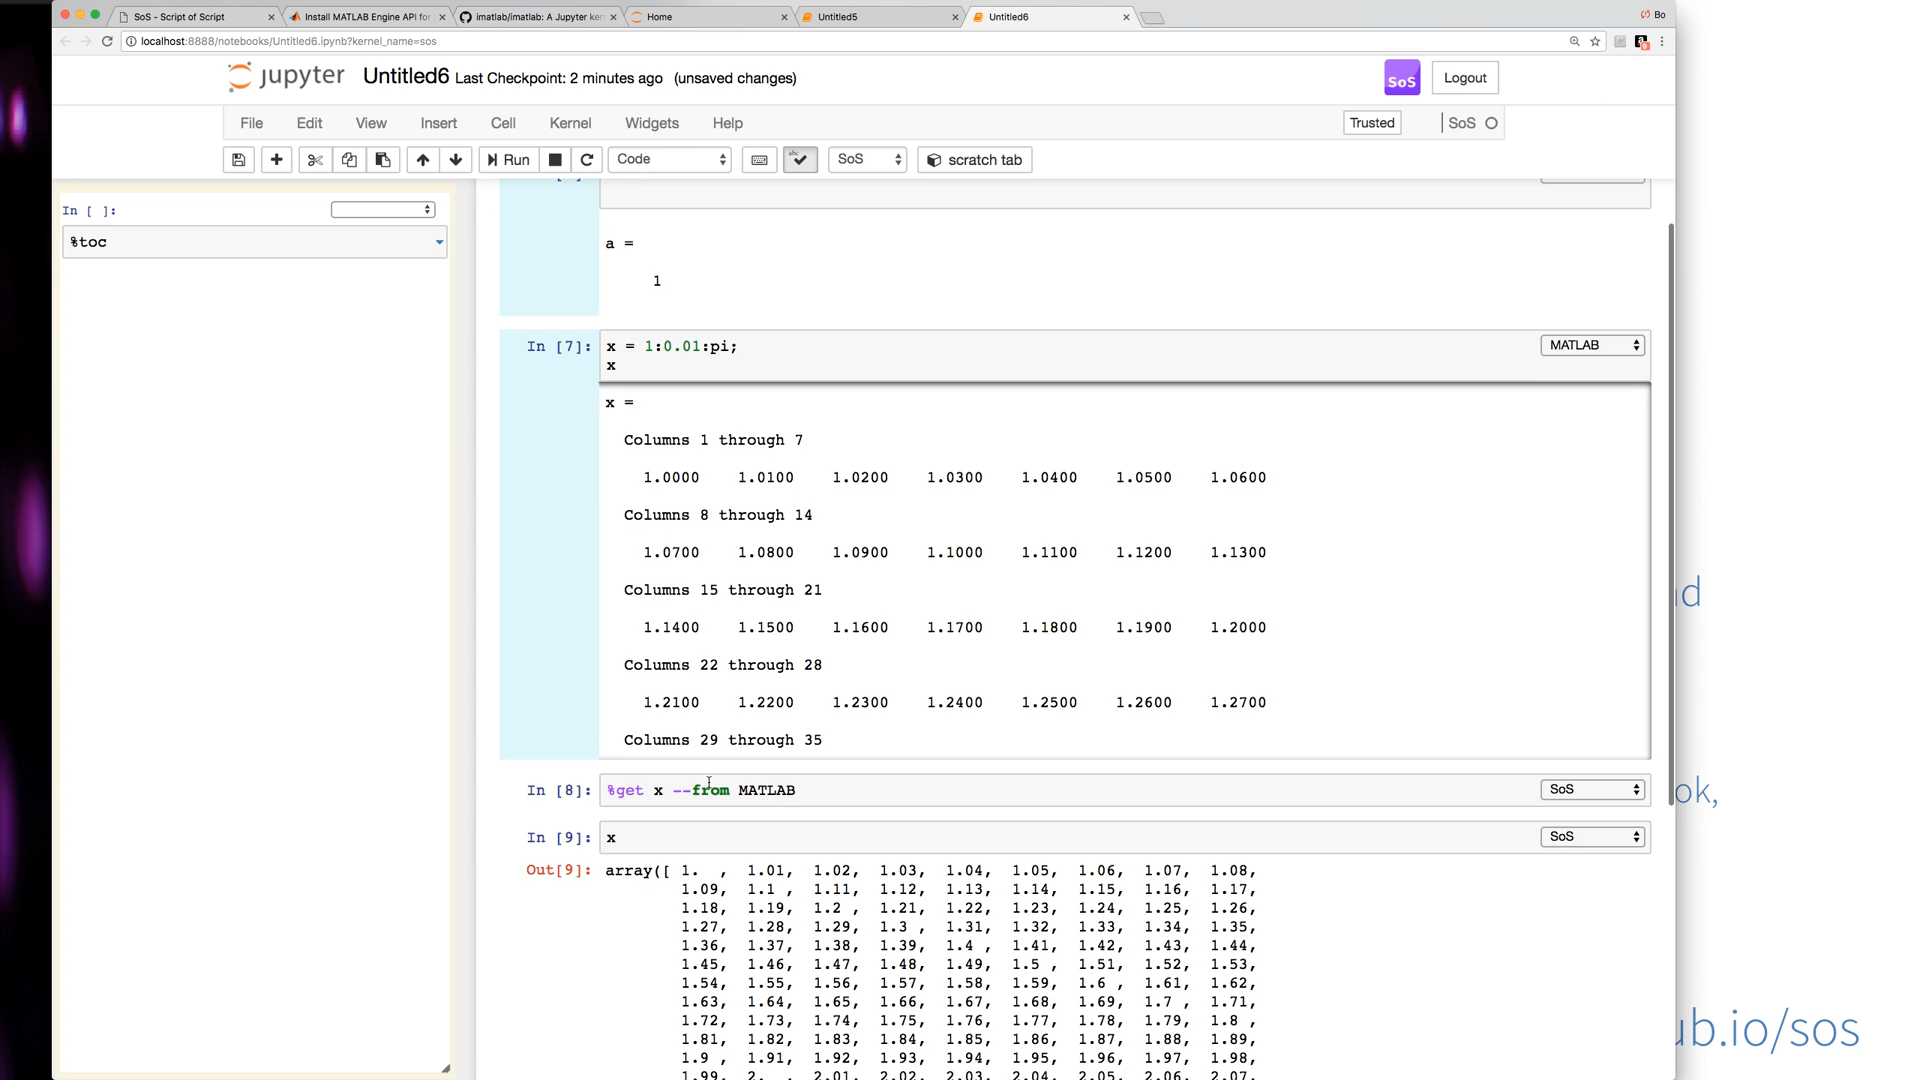 SoS - Script of Script
Install MATLAB Engine API for
imatlab/imatlab: A Jupyter ker
Home
Untitled5
Untitled6
Bo
localhost:8888/notebooks/Untitled6.ipynb?kernel_name=sos
jupyter Untitled6 Last Checkpoint: 2 minutes ago (unsaved changes)
SoS
Logout
File Edit View Insert Cell Kernel Widgets Help
Trusted
SoS
Run
Code
SoS
scratch tab
In [ ]:
%toc
a =
1
In [7]: x = 1:0.01:pi;
x
MATLAB
x =
Columns 1 through 7
1.0000 1.0100 1.0200 1.0300 1.0400 1.0500 1.0600
Columns 8 through 14
1.0700 1.0800 1.0900 1.1000 1.1100 1.1200 1.1300
Columns 15 through 21
1.1400 1.1500 1.1600 1.1700 1.1800 1.1900 1.2000
Columns 22 through 28
1.2100 1.2200 1.2300 1.2400 1.2500 1.2600 1.2700
Columns 29 through 35
In [8]: %get x --from MATLAB
SoS
In [9]: x
SoS
Out[9]: array([ 1. , 1.01, 1.02, 1.03, 1.04, 1.05, 1.06, 1.07, 1.08,
1.09, 1.1 , 1.11, 1.12, 1.13, 1.14, 1.15, 1.16, 1.17,
1.18, 1.19, 1.2 , 1.21, 1.22, 1.23, 1.24, 1.25, 1.26,
1.27, 1.28, 1.29, 1.3 , 1.31, 1.32, 1.33, 1.34, 1.35,
1.36, 1.37, 1.38, 1.39, 1.4 , 1.41, 1.42, 1.43, 1.44,
1.45, 1.46, 1.47, 1.48, 1.49, 1.5 , 1.51, 1.52, 1.53,
1.54, 1.55, 1.56, 1.57, 1.58, 1.59, 1.6 , 1.61, 1.62,
1.63, 1.64, 1.65, 1.66, 1.67, 1.68, 1.69, 1.7 , 1.71,
1.72, 1.73, 1.74, 1.75, 1.76, 1.77, 1.78, 1.79, 1.8 ,
1.81, 1.82, 1.83, 1.84, 1.85, 1.86, 1.87, 1.88, 1.89,
1.9 , 1.91, 1.92, 1.93, 1.94, 1.95, 1.96, 1.97, 1.98,
1.99, 2. , 2.01, 2.02, 2.03, 2.04, 2.05, 2.06, 2.07,
ok,
ub.io/sos